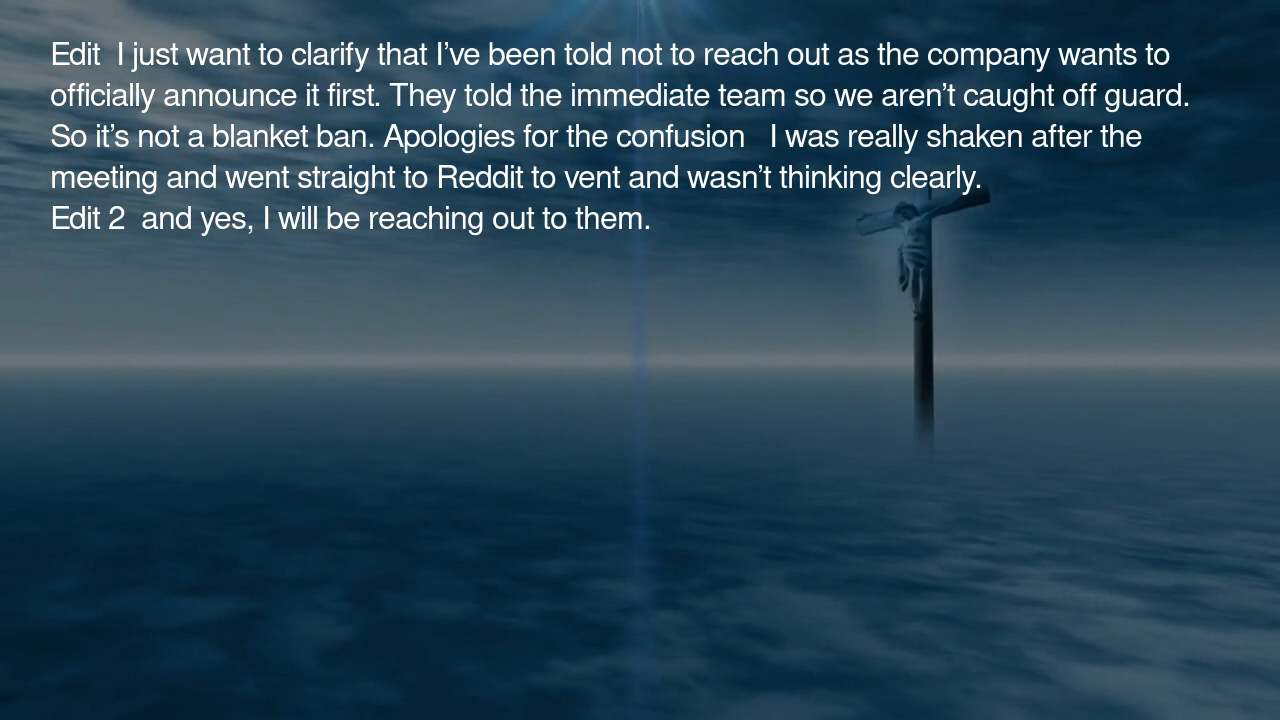 Edit  I just want to clarify that I’ve been told not to reach out as the company wants to
officially announce it first. They told the immediate team so we aren’t caught off guard.
So it’s not a blanket ban. Apologies for the confusion   I was really shaken after the
meeting and went straight to Reddit to vent and wasn’t thinking clearly.
Edit 2  and yes, I will be reaching out to them.